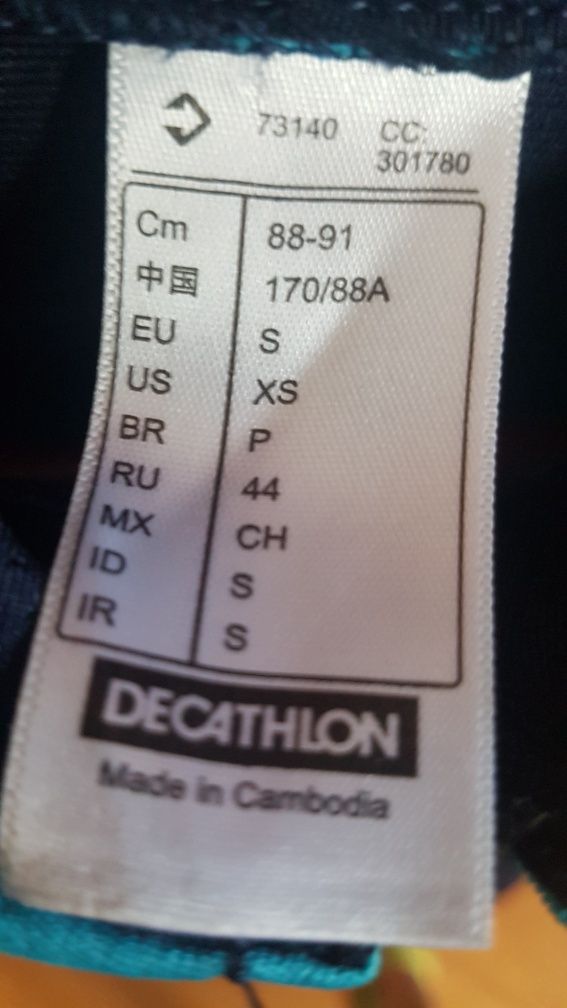 73140 CC:
301780
Cm 88-91
中国 170/88A
EU S
US XS
BR P
RU 44
MX CH
ID S
IR S
DECATHLON
Made in Cambodia